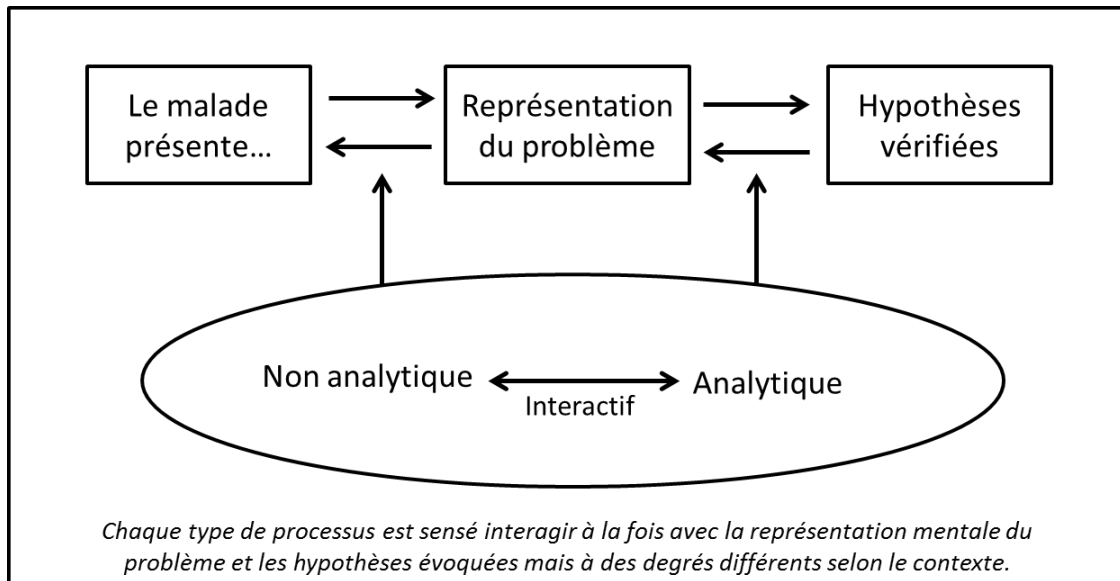 Le malade
présente...
Représentation
du problème
Hypothèses
vérifiées
Non analytique
Analytique
Interactif
Chaque type de processus est sensé interagir à la fois avec la représentation mentale du
problème et les hypothèses évoquées mais à des degrés différents selon le contexte.